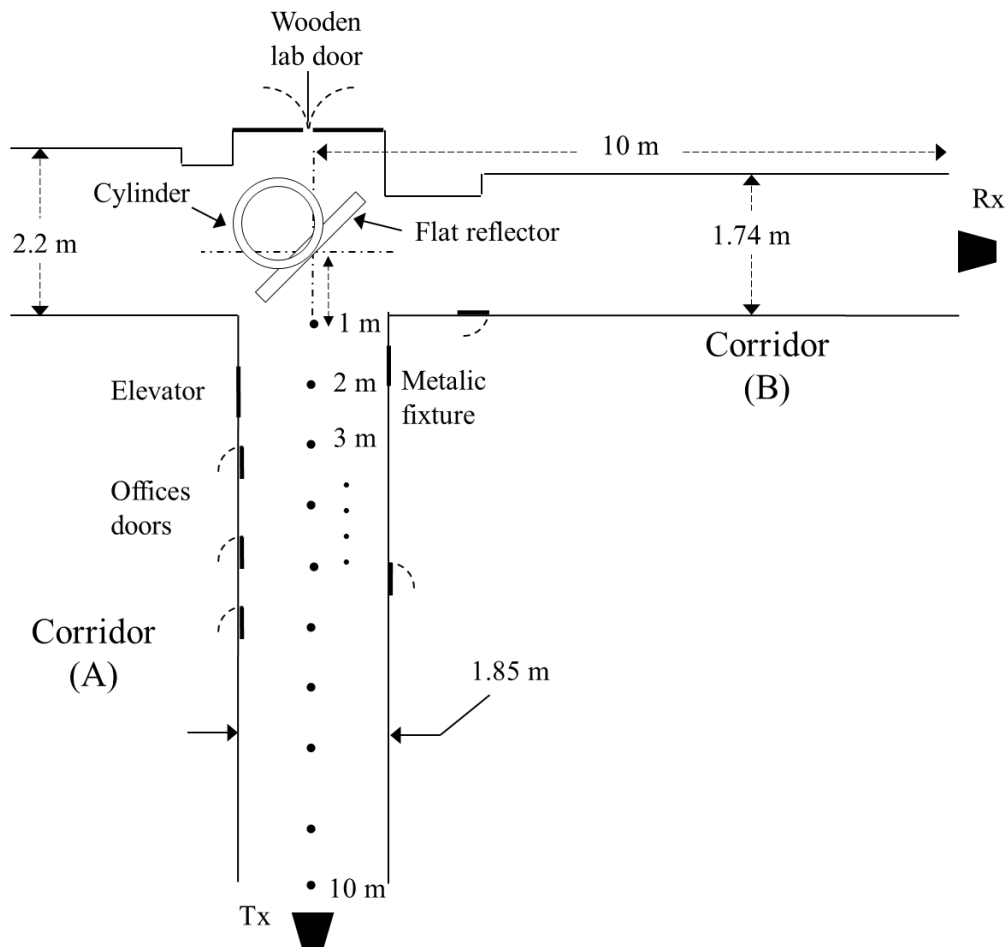 Wooden
lab door
10 m
Cylinder
Rx
Flat reflector
2.2 m
1.74 m
1 m
Corridor
(B)
Elevator
2 m
Metalic
fixture
3 m
Offices
doors
Corridor
(A)
1.85 m
10 m
Tx